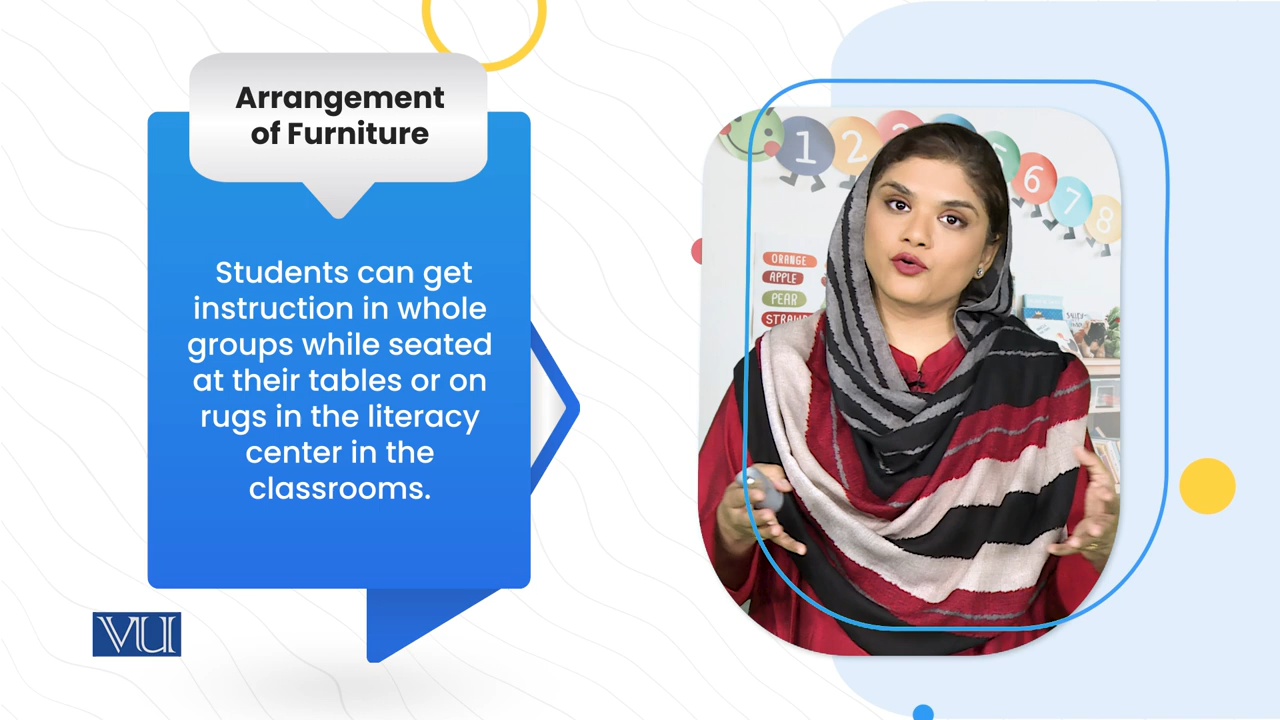 Arrangement
of Furniture
Students can get
instruction in whole
groups while seated
at their tables or on
rugs in the literacy
center in the
classrooms.
VU
1 2
6
7
8
ORANGE
APPLE
PEAR